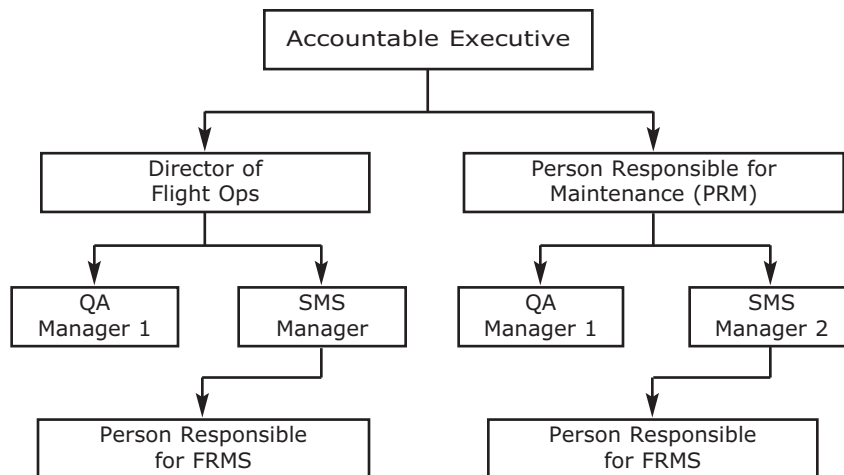 Accountable Executive
Director of
Flight Ops
Person Responsible for
Maintenance (PRM)
QA
Manager 1
SMS
Manager
QA
Manager 1
SMS
Manager 2
Person Responsible
for FRMS
Person Responsible
for FRMS